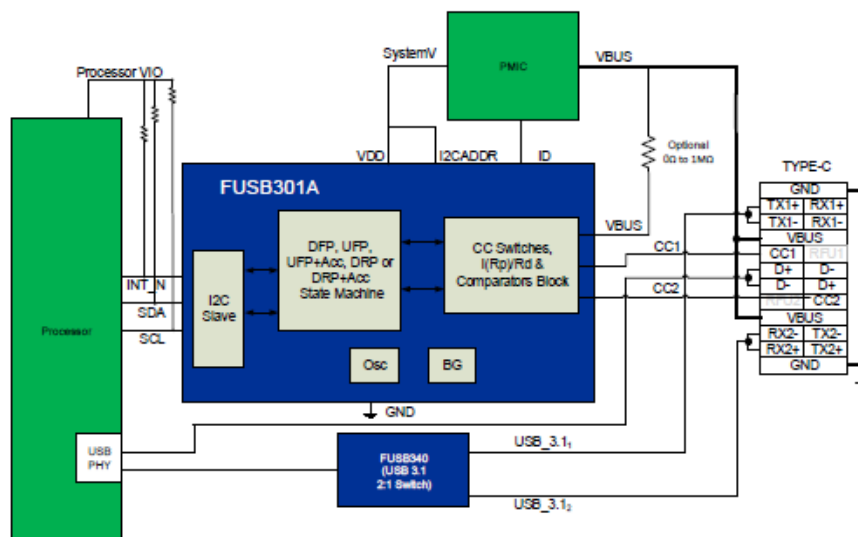 SystemV
PMIC
VBUS
Processor VIO
Optional
0Ω to 1MΩ
VDD
I2CADDR
ID
TYPE-C
FUSB301A
GND
TX1+ RX1+
TX1- RX1-
VBUS
VBUS
CC1
CC1 RFU1
DFP, UFP,
UFP+Acc, DRP or
DRP+Acc
State Machine
CC Switches,
I(Rp)/Rd &
Comparators Block
D+ D-
D- D+
INT_N
I2C
Slave
CC2
RFU2 CC2
SDA
VBUS
Processor
SCL
RX2- TX2-
RX2+ TX2+
Osc
BG
GND
GND
USB
PHY
USB_3.1₁
FUSB340
(USB 3.1
2:1 Switch)
USB_3.1₂